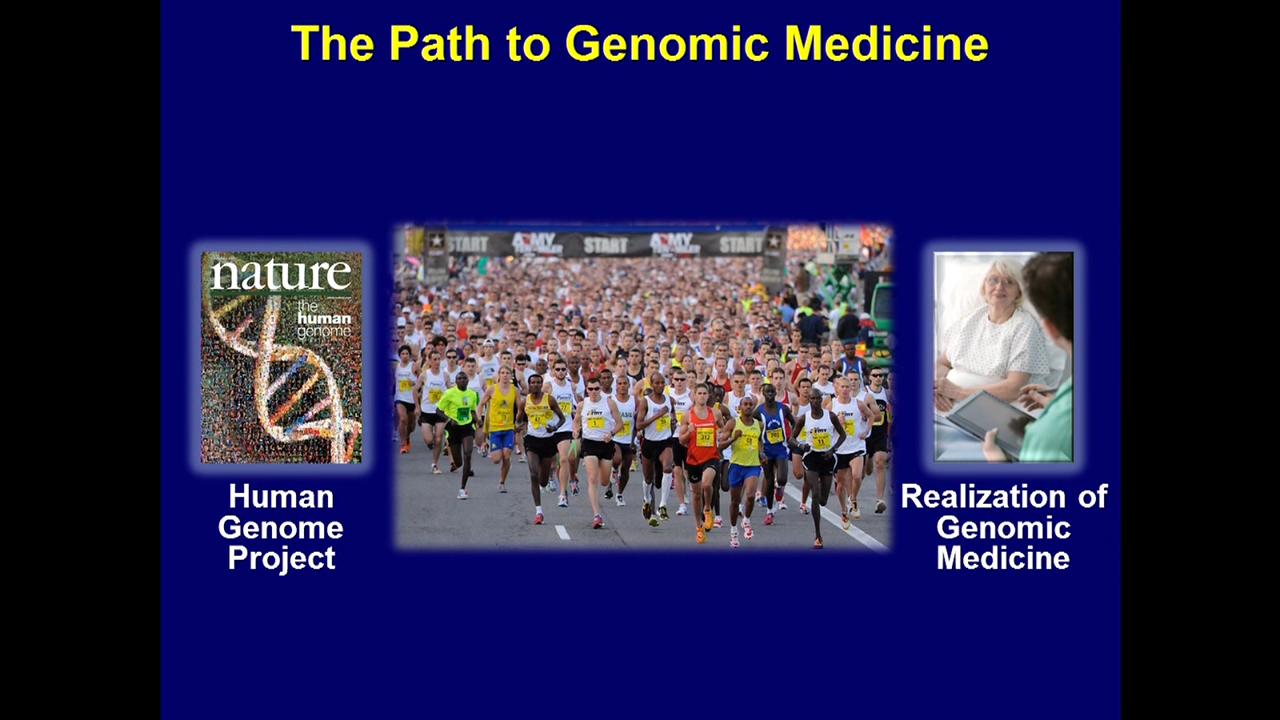 The Path to Genomic Medicine
nature
the
human
genome
START
ARMY
START
ARMY
START
Human
Genome
Project
Realization of
Genomic
Medicine